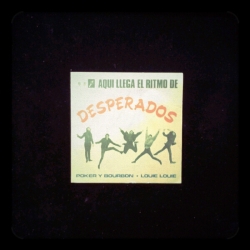 AQUI LLEGA EL RITMO DE
DESPERADOS
POKER Y BOURBON - LOUIE LOUIE